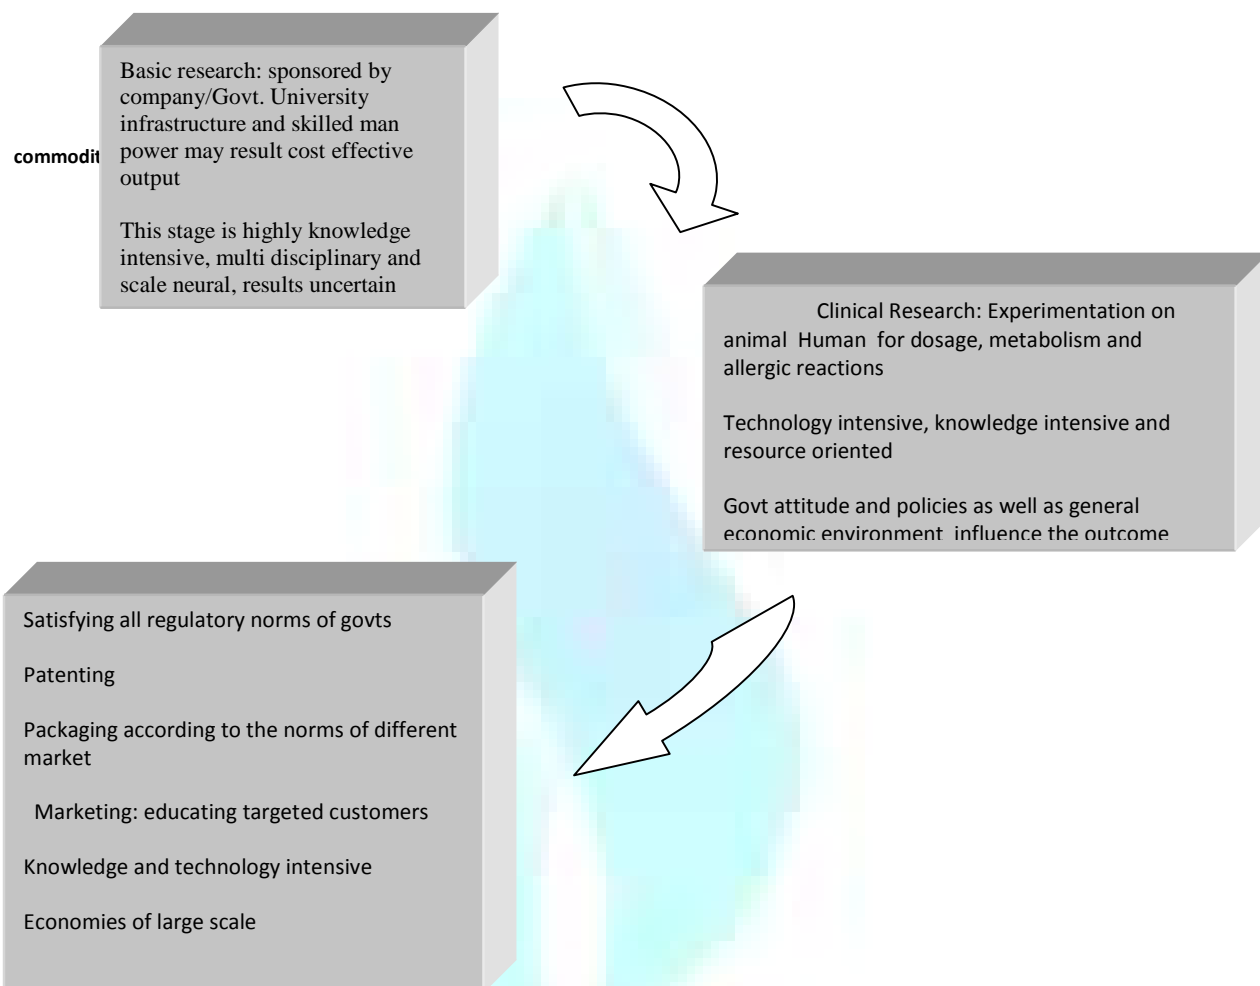 Basic research: sponsored by
company/Govt. University
infrastructure and skilled man
power may result cost effective
output
This stage is highly knowledge
intensive, multi disciplinary and
scale neural, results uncertain
commodit
Clinical Research: Experimentation on
animal  Human  for dosage, metabolism and
allergic reactions
Technology intensive, knowledge intensive and
resource oriented
Govt attitude and policies as well as general
economic environment  influence the outcome
Satisfying all regulatory norms of govts
Patenting
Packaging according to the norms of different
market
Marketing: educating targeted customers
Knowledge and technology intensive
Economies of large scale